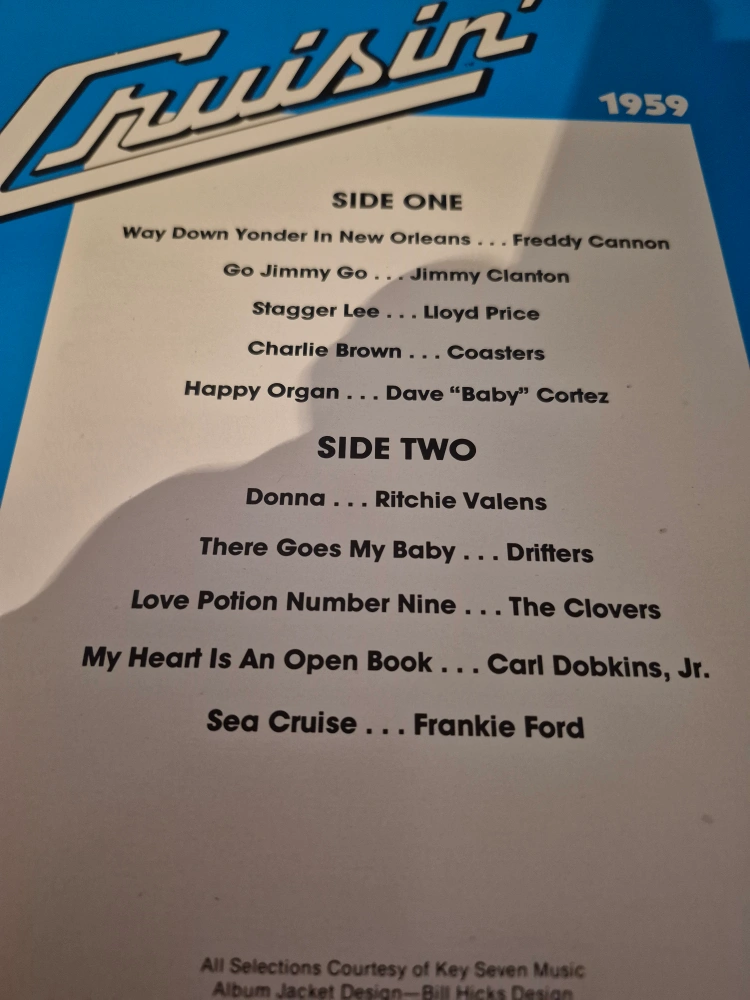 Cruisin'
1959
SIDE ONE
Way Down Yonder In New Orleans . . . Freddy Cannon
Go Jimmy Go . . . Jimmy Clanton
Stagger Lee . . . Lloyd Price
Charlie Brown . . . Coasters
Happy Organ . . . Dave “Baby” Cortez
SIDE TWO
Donna . . . Ritchie Valens
There Goes My Baby . . . Drifters
Love Potion Number Nine . . . The Clovers
My Heart Is An Open Book . . . Carl Dobkins, Jr.
Sea Cruise . . . Frankie Ford
All Selections Courtesy of Key Seven Music
Album Jacket Design—Bill Hicks Design